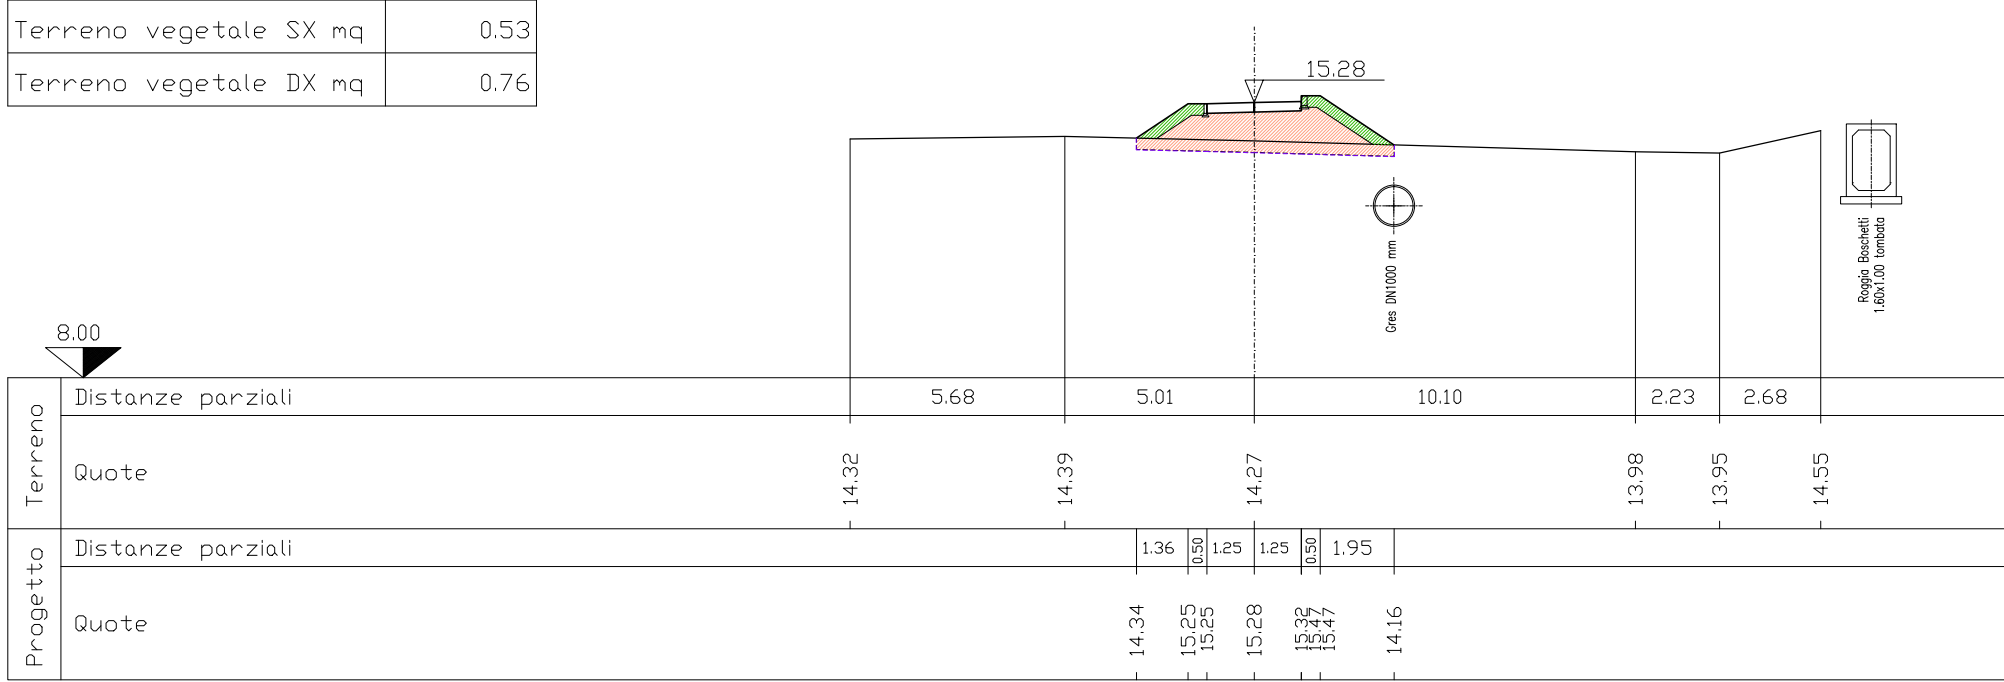 Terreno vegetale SX mq 0.53
Terreno vegetale DX mq 0.76
15.28
Gres DN1000 mm
Roggia Boschetti
1.60x1.00 tombata
8.00
Terreno
Distanze parziali 5.68 5.01 10.10 2.23 2.68
Quote 14.32 14.39 14.27 13.98 13.95 14.55
Progetto
Distanze parziali 1.36 0.50 1.25 1.25 0.50 1.95
Quote 14.34 15.25 15.25 15.28 15.32 15.47 15.47 14.16